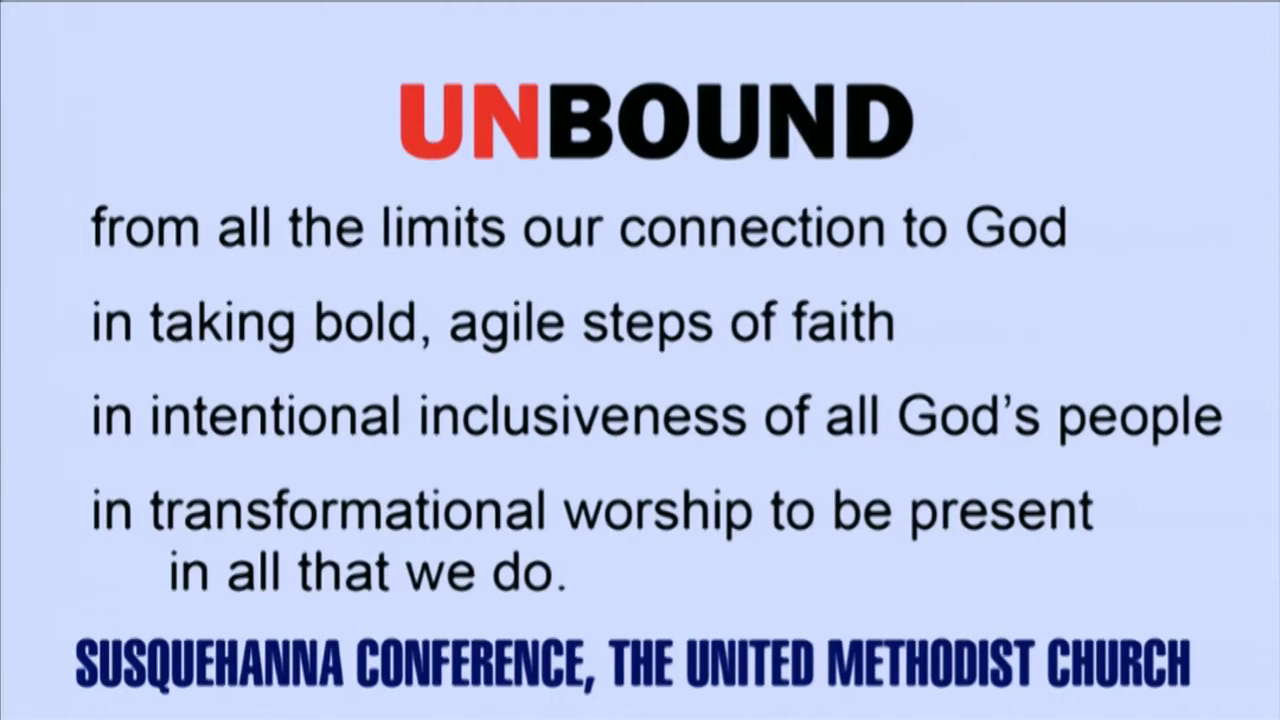 UNBOUND
from all the limits our connection to God
in taking bold, agile steps of faith
in intentional inclusiveness of all God’s people
in transformational worship to be present
in all that we do.
SUSQUEHANNA CONFERENCE, THE UNITED METHODIST CHURCH